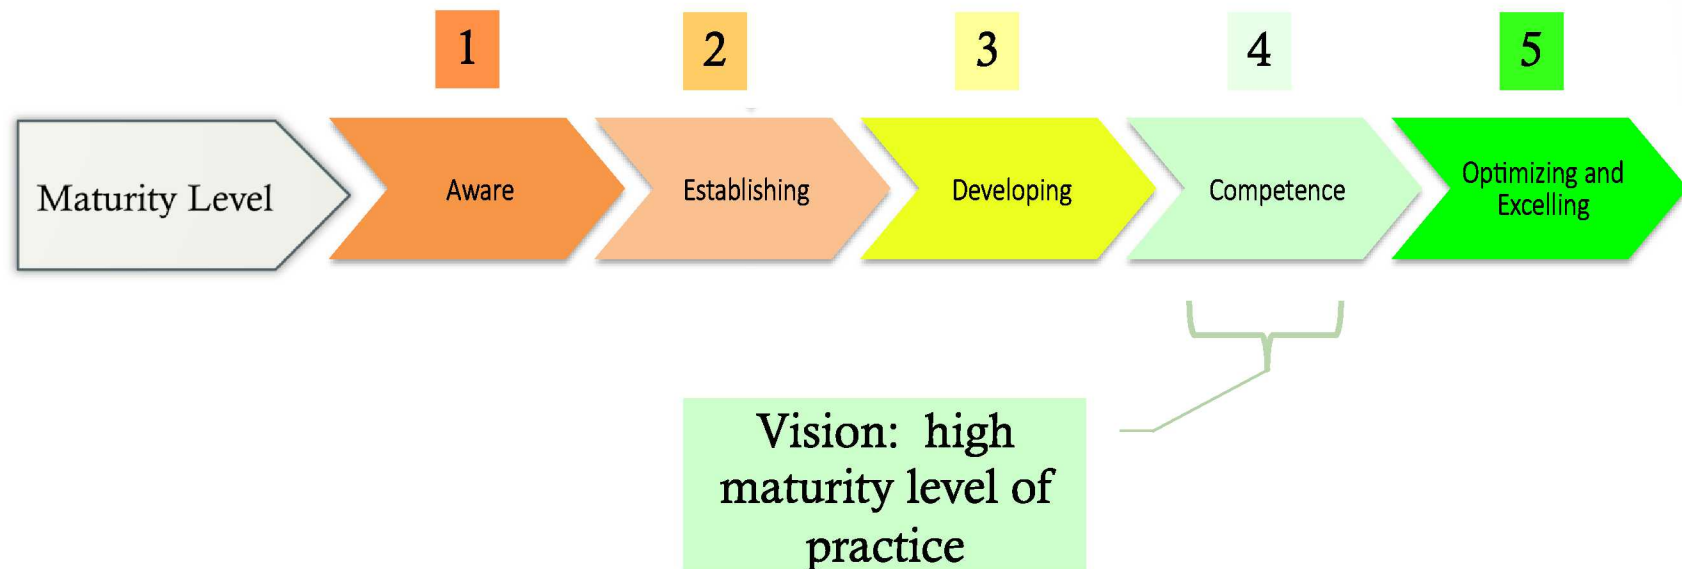 1
2
3
4
5
Maturity Level
Aware
Establishing
Developing
Competence
Optimizing and
Excelling
Vision:  high
maturity level of
practice